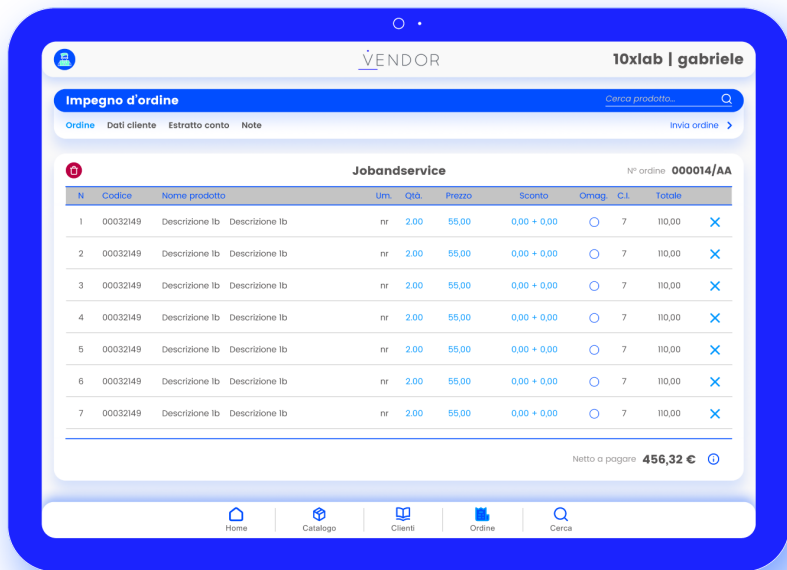 VENDOR
10xlab | gabriele
Impegno d'ordine
Cerca prodotto...
Ordine Dati cliente Estratto conto Note
Invia ordine
Jobandservice
N° ordine 000014/AA
N Codice Nome prodotto Um. Qtà. Prezzo Sconto Omag. C.I. Totale
1 00032149 Descrizione 1b Descrizione 1b nr 2.00 55,00 0,00 + 0,00 7 110,00
2 00032149 Descrizione 1b Descrizione 1b nr 2.00 55,00 0,00 + 0,00 7 110,00
3 00032149 Descrizione 1b Descrizione 1b nr 2.00 55,00 0,00 + 0,00 7 110,00
4 00032149 Descrizione 1b Descrizione 1b nr 2.00 55,00 0,00 + 0,00 7 110,00
5 00032149 Descrizione 1b Descrizione 1b nr 2.00 55,00 0,00 + 0,00 7 110,00
6 00032149 Descrizione 1b Descrizione 1b nr 2.00 55,00 0,00 + 0,00 7 110,00
7 00032149 Descrizione 1b Descrizione 1b nr 2.00 55,00 0,00 + 0,00 7 110,00
Netto a pagare 456,32 €
Home Catalogo Clienti Ordine Cerca